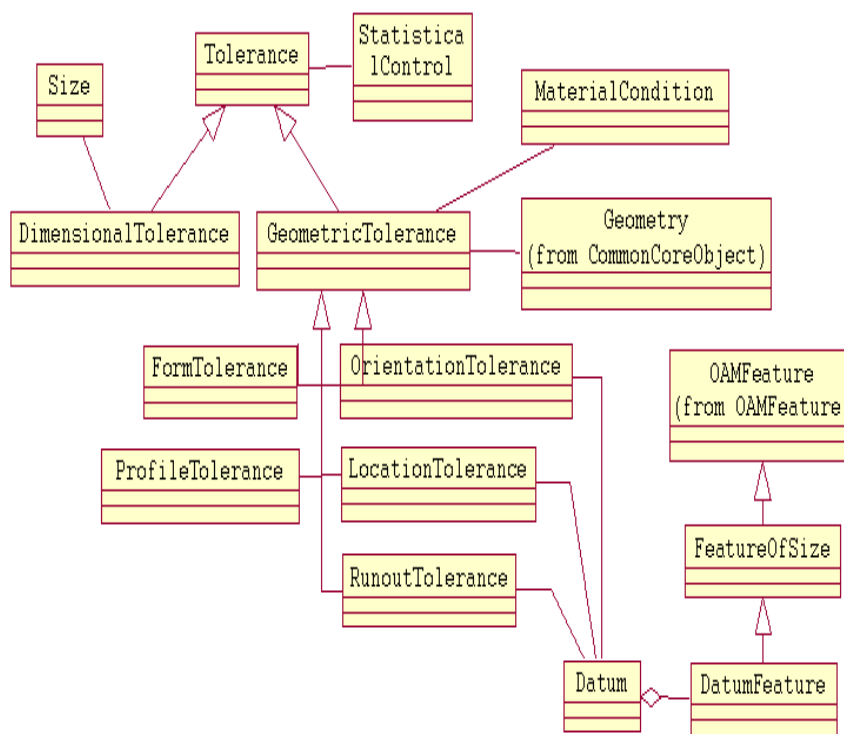 Tolerance
Statistica
lControl
Size
MaterialCondition
DimensionalTolerance
GeometricTolerance
Geometry
(from CommonCoreObject)
FormTolerance
OrientationTolerance
OAMFeature
(from OAMFeature
ProfileTolerance
LocationTolerance
FeatureOfSize
RunoutTolerance
Datum
DatumFeature